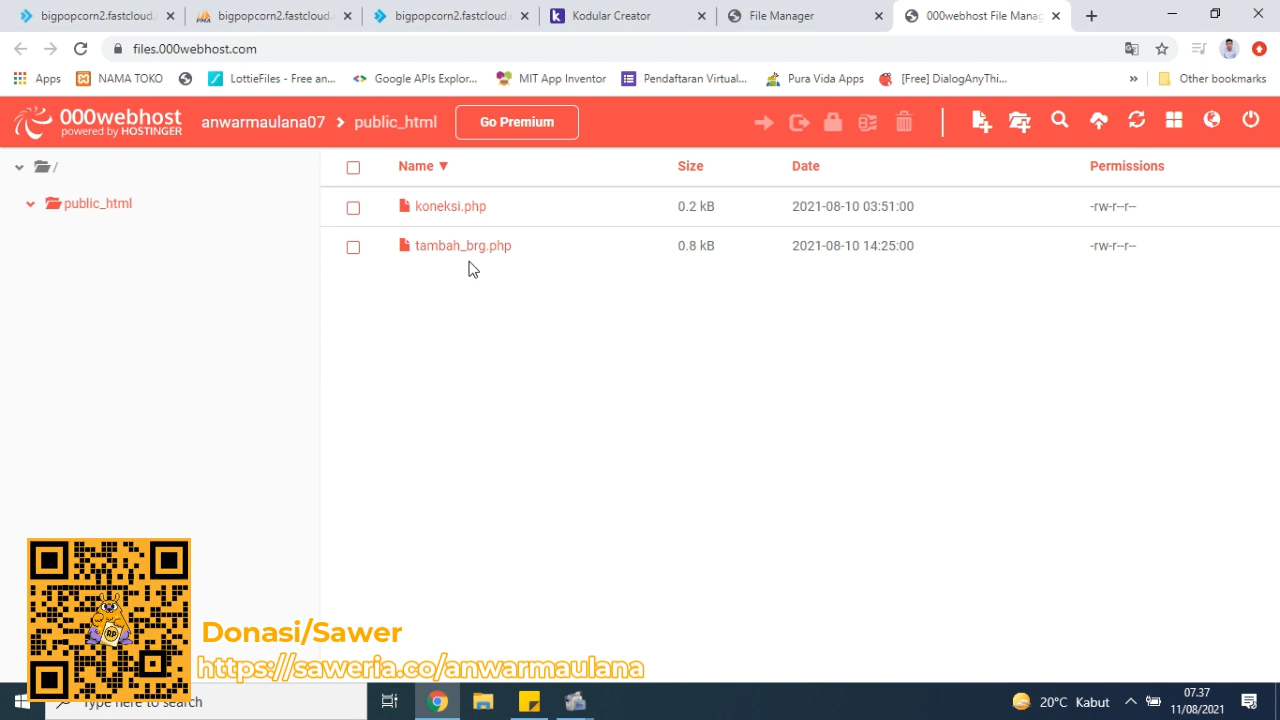 bigpopcorn2.fastcloud.
bigpopcorn2.fastcloud.
bigpopcorn2.fastcloud.
Kodular Creator
File Manager
000webhost File Manag
files.000webhost.com
Apps
NAMA TOKO
LottieFiles - Free an...
Google APIs Explor...
MIT App Inventor
Pendaftaran Virtual...
Pura Vida Apps
[Free] DialogAnyThi...
»
Other bookmarks
000webhost
powered by HOSTINGER
anwarmaulana07 > public_html
Go Premium
/
public_html
Name ▼ Size Date Permissions
koneksi.php 0.2 kB 2021-08-10 03:51:00 -rw-r--r--
tambah_brg.php 0.8 kB 2021-08-10 14:25:00 -rw-r--r--
RP
Donasi/Sawer
https://saweria.co/anwarmaulana
Type here to search
20°C Kabut
07.37
11/08/2021